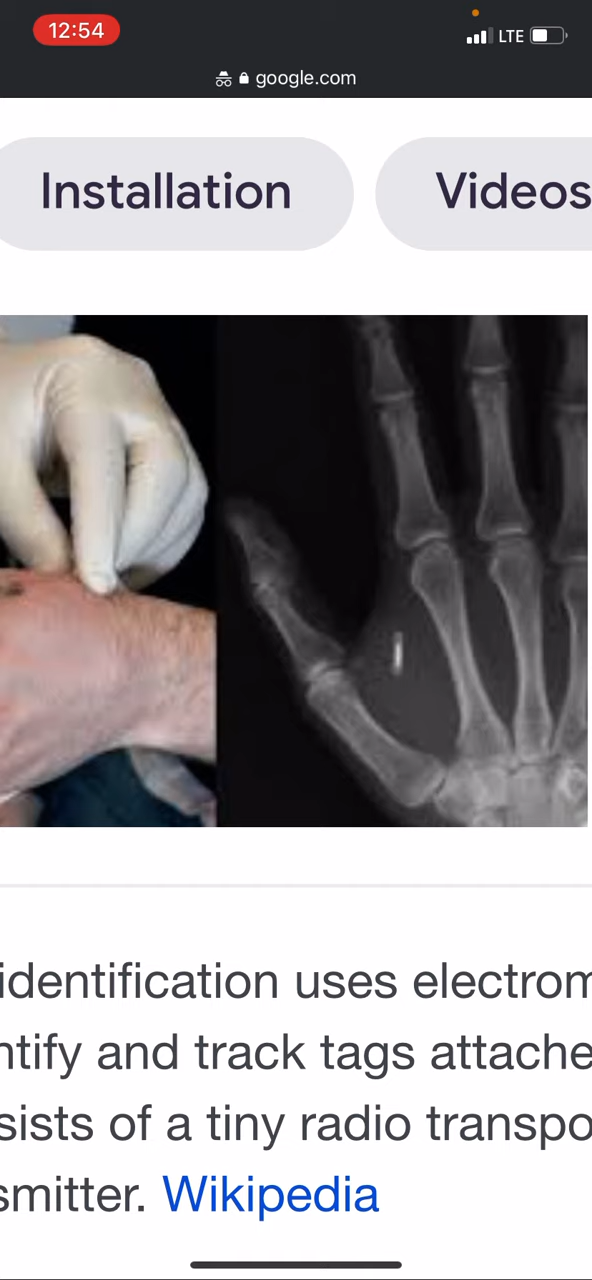 12:54
LTE
google.com
Installation
Videos
identification uses electrom
ntify and track tags attache
sists of a tiny radio transpo
smitter. Wikipedia